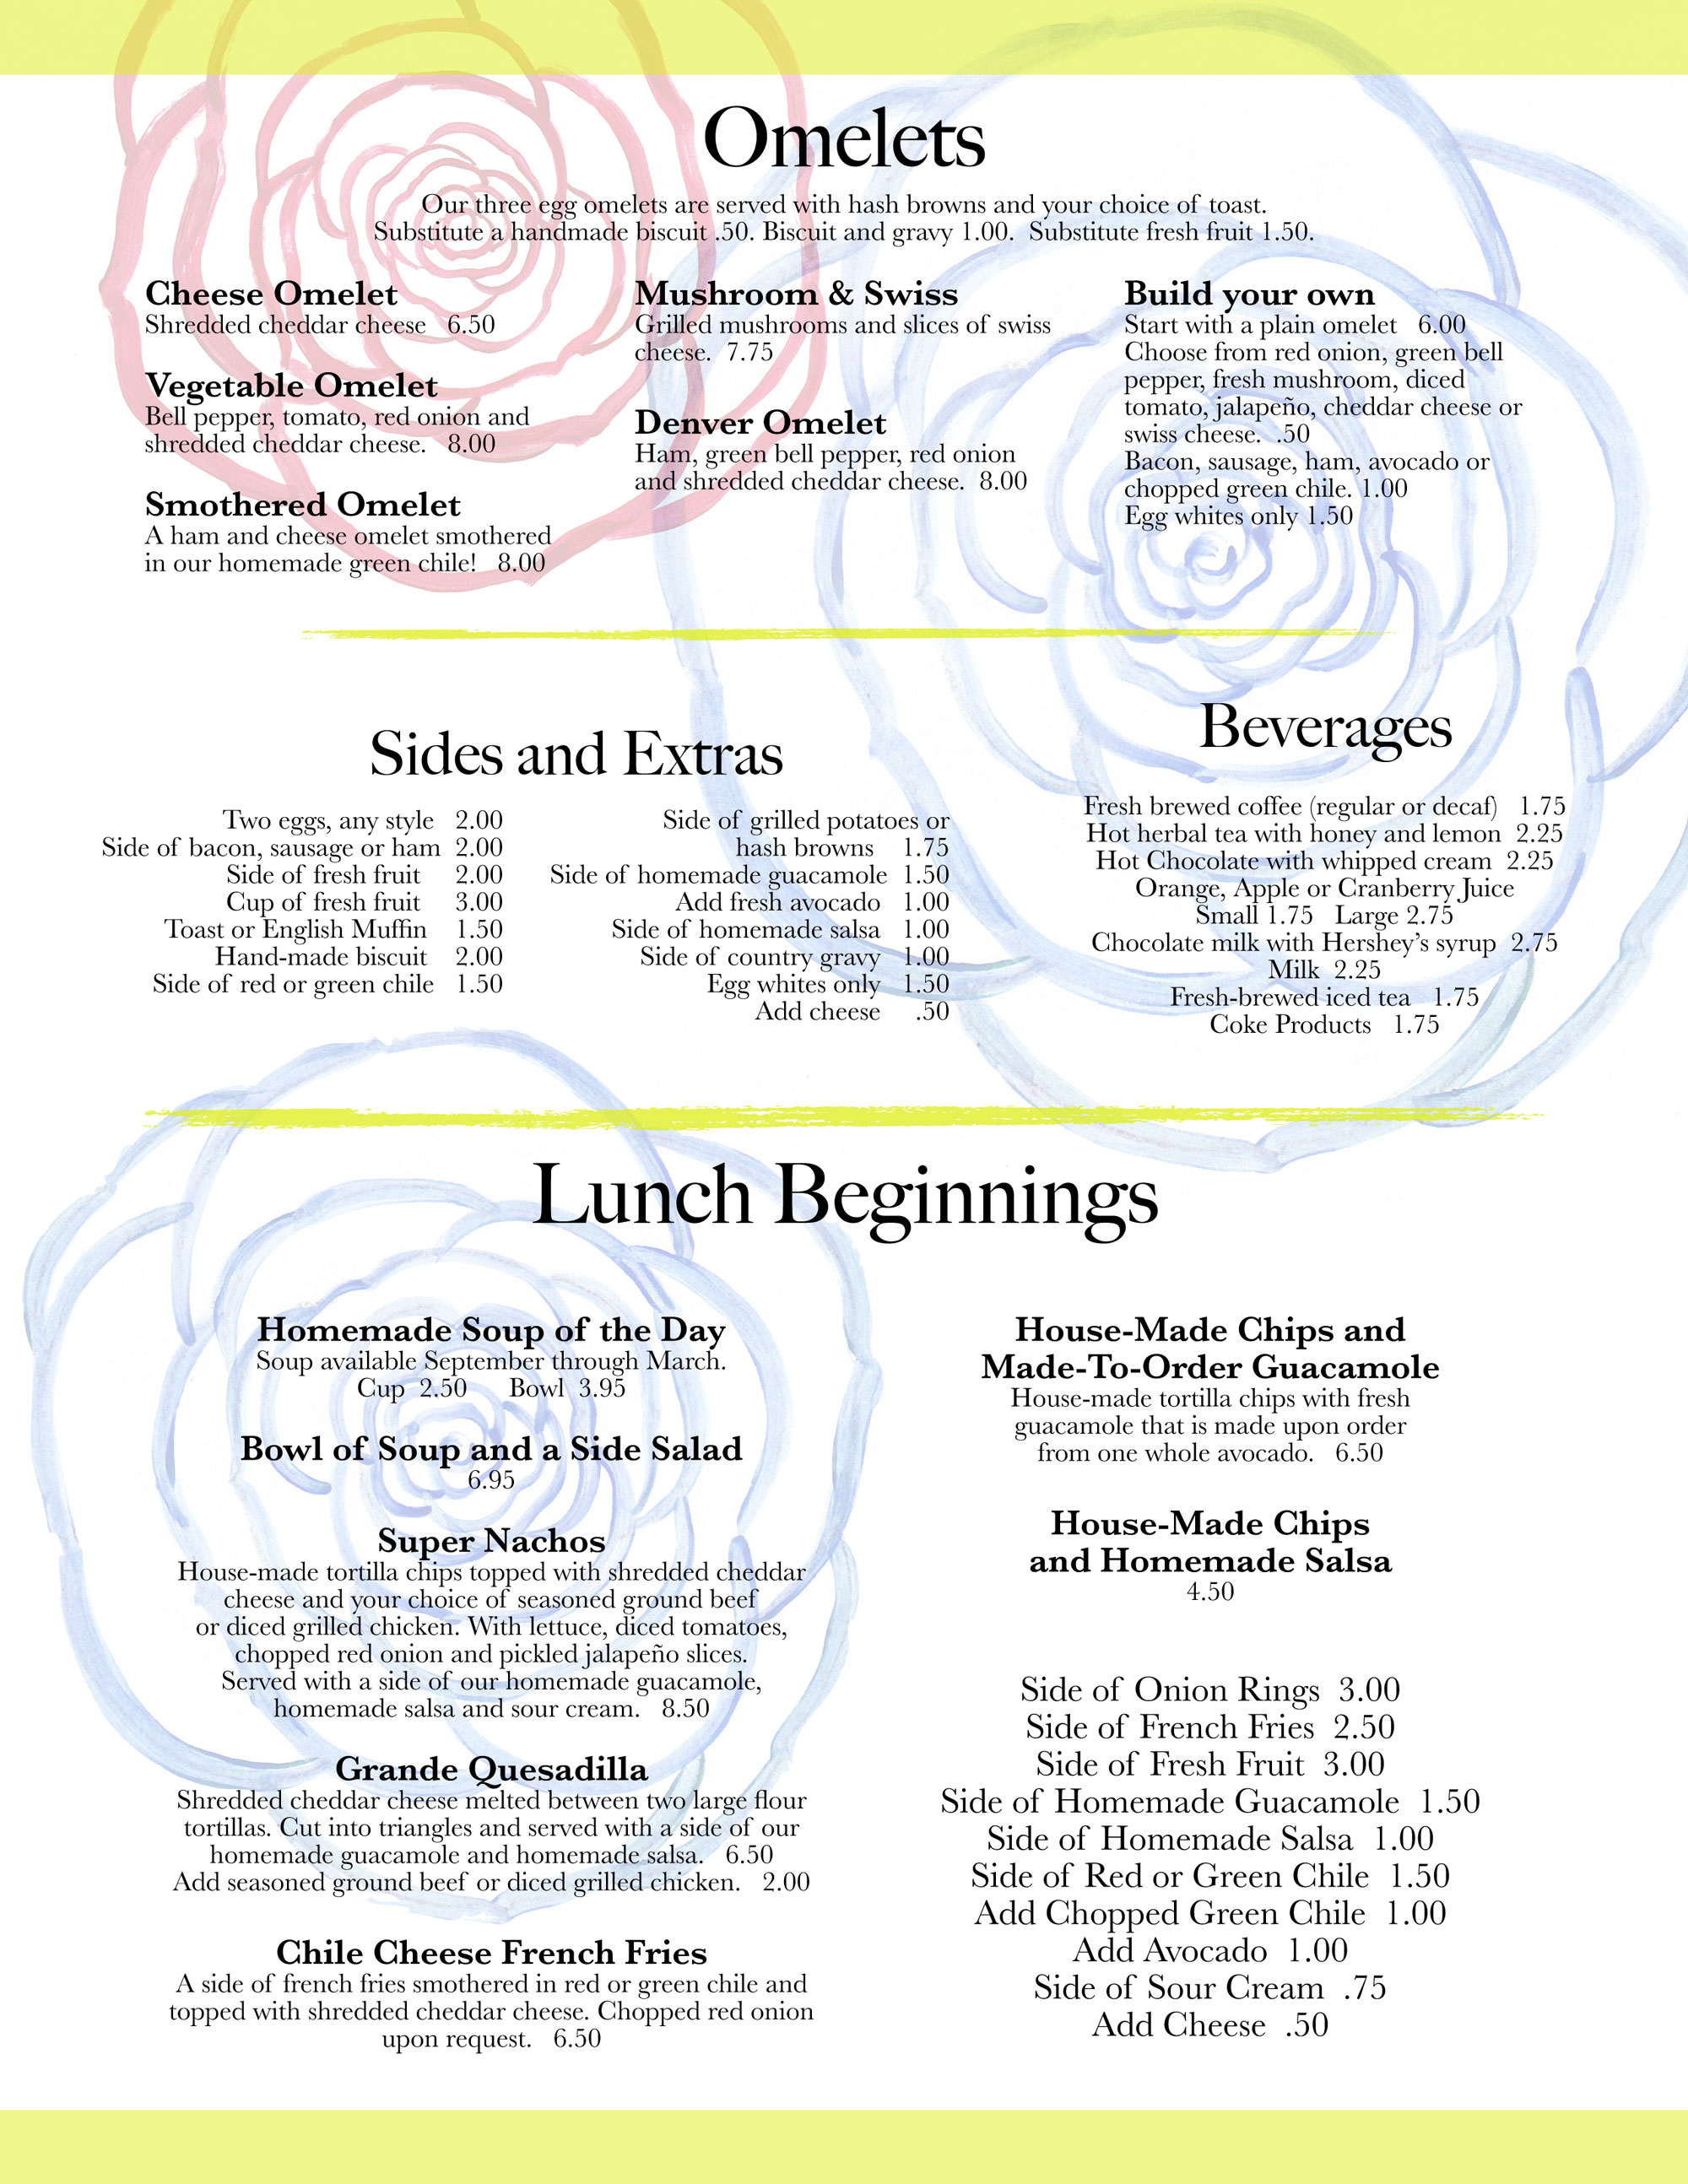 Omelets
Our three egg omelets are served with hash browns and your choice of toast.
Substitute a handmade biscuit .50. Biscuit and gravy 1.00. Substitute fresh fruit 1.50.
Cheese Omelet
Shredded cheddar cheese 6.50
Vegetable Omelet
Bell pepper, tomato, red onion and
shredded cheddar cheese. 8.00
Smothered Omelet
A ham and cheese omelet smothered
in our homemade green chile! 8.00
Mushroom & Swiss
Grilled mushrooms and slices of swiss
cheese. 7.75
Denver Omelet
Ham, green bell pepper, red onion
and shredded cheddar cheese. 8.00
Build your own
Start with a plain omelet 6.00
Choose from red onion, green bell
pepper, fresh mushroom, diced
tomato, jalapeño, cheddar cheese or
swiss cheese. .50
Bacon, sausage, ham, avocado or
chopped green chile. 1.00
Egg whites only 1.50
Sides and Extras
Two eggs, any style 2.00
Side of bacon, sausage or ham 2.00
Side of fresh fruit 2.00
Cup of fresh fruit 3.00
Toast or English Muffin 1.50
Hand-made biscuit 2.00
Side of red or green chile 1.50
Side of grilled potatoes or
hash browns 1.75
Side of homemade guacamole 1.50
Add fresh avocado 1.00
Side of homemade salsa 1.00
Side of country gravy 1.00
Egg whites only 1.50
Add cheese .50
Beverages
Fresh brewed coffee (regular or decaf) 1.75
Hot herbal tea with honey and lemon 2.25
Hot Chocolate with whipped cream 2.25
Orange, Apple or Cranberry Juice
Small 1.75 Large 2.75
Chocolate milk with Hershey's syrup 2.75
Milk 2.25
Fresh-brewed iced tea 1.75
Coke Products 1.75
Lunch Beginnings
Homemade Soup of the Day
Soup available September through March.
Cup 2.50 Bowl 3.95
Bowl of Soup and a Side Salad
6.95
Super Nachos
House-made tortilla chips topped with shredded cheddar
cheese and your choice of seasoned ground beef
or diced grilled chicken. With lettuce, diced tomatoes,
chopped red onion and pickled jalapeño slices.
Served with a side of our homemade guacamole,
homemade salsa and sour cream. 8.50
Grande Quesadilla
Shredded cheddar cheese melted between two large flour
tortillas. Cut into triangles and served with a side of our
homemade guacamole and homemade salsa. 6.50
Add seasoned ground beef or diced grilled chicken. 2.00
Chile Cheese French Fries
A side of french fries smothered in red or green chile and
topped with shredded cheddar cheese. Chopped red onion
upon request. 6.50
House-Made Chips and
Made-To-Order Guacamole
House-made tortilla chips with fresh
guacamole that is made upon order
from one whole avocado. 6.50
House-Made Chips
and Homemade Salsa
4.50
Side of Onion Rings 3.00
Side of French Fries 2.50
Side of Fresh Fruit 3.00
Side of Homemade Guacamole 1.50
Side of Homemade Salsa 1.00
Side of Red or Green Chile 1.50
Add Chopped Green Chile 1.00
Add Avocado 1.00
Side of Sour Cream .75
Add Cheese .50